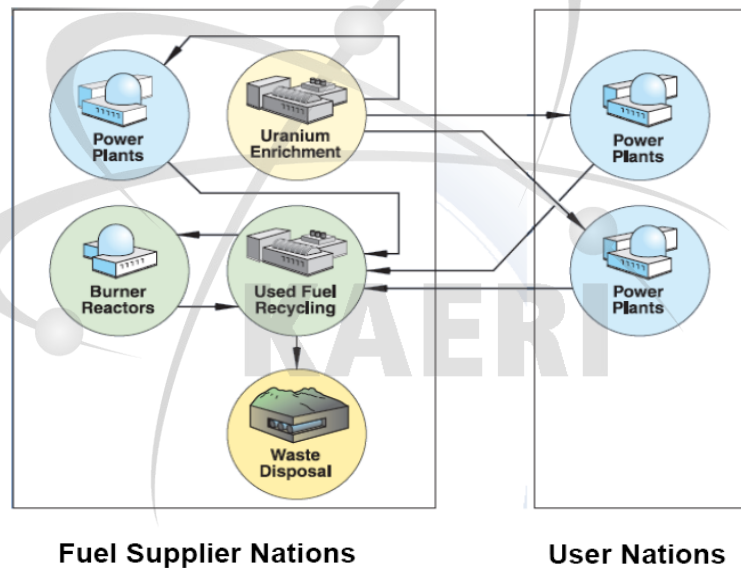 Power
Plants
Uranium
Enrichment
Power
Plants
Burner
Reactors
Used Fuel
Recycling
Power
Plants
KAERI
Waste
Disposal
Fuel Supplier Nations
User Nations